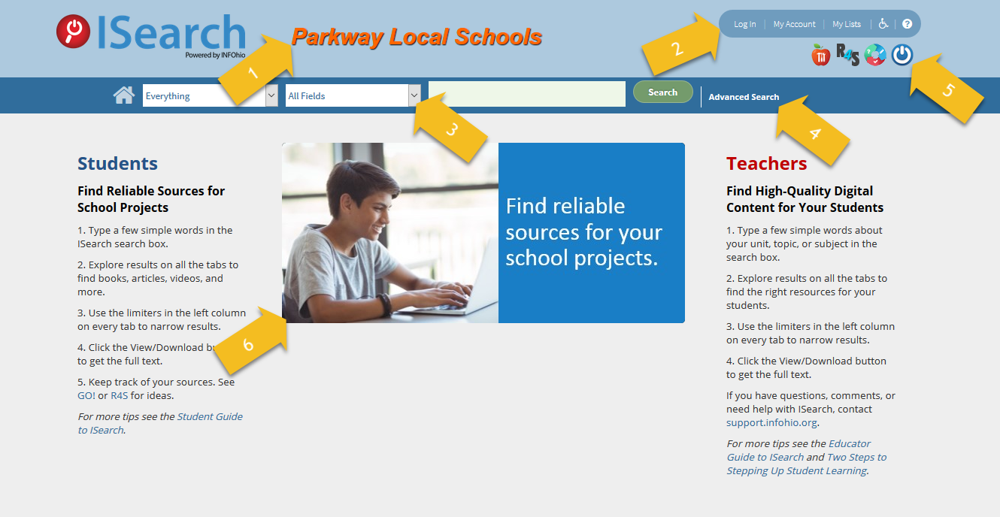 ISearch
Powered by INFOhio
Parkway Local Schools
Log In
My Account
My Lists
?
R4S
1
2
3
4
5
6
Everything
All Fields
Search
Advanced Search
Students
Find Reliable Sources for
School Projects
1. Type a few simple words in the
ISearch search box.
2. Explore results on all the tabs to
find books, articles, videos, and
more.
3. Use the limiters in the left column
on every tab to narrow results.
4. Click the View/Download
to get the full text.
5. Keep track of your sources. See
GO! or R4S for ideas.
For more tips see the Student Guide
to ISearch.
Find reliable
sources for your
school projects.
Teachers
Find High-Quality Digital
Content for Your Students
1. Type a few simple words about
your unit, topic, or subject in the
search box.
2. Explore results on all the tabs to
find the right resources for your
students.
3. Use the limiters in the left column
on every tab to narrow results.
4. Click the View/Download button
to get the full text.
If you have questions, comments, or
need help with ISearch, contact
support.infohio.org.
For more tips see the Educator
Guide to ISearch and Two Steps to
Stepping Up Student Learning.